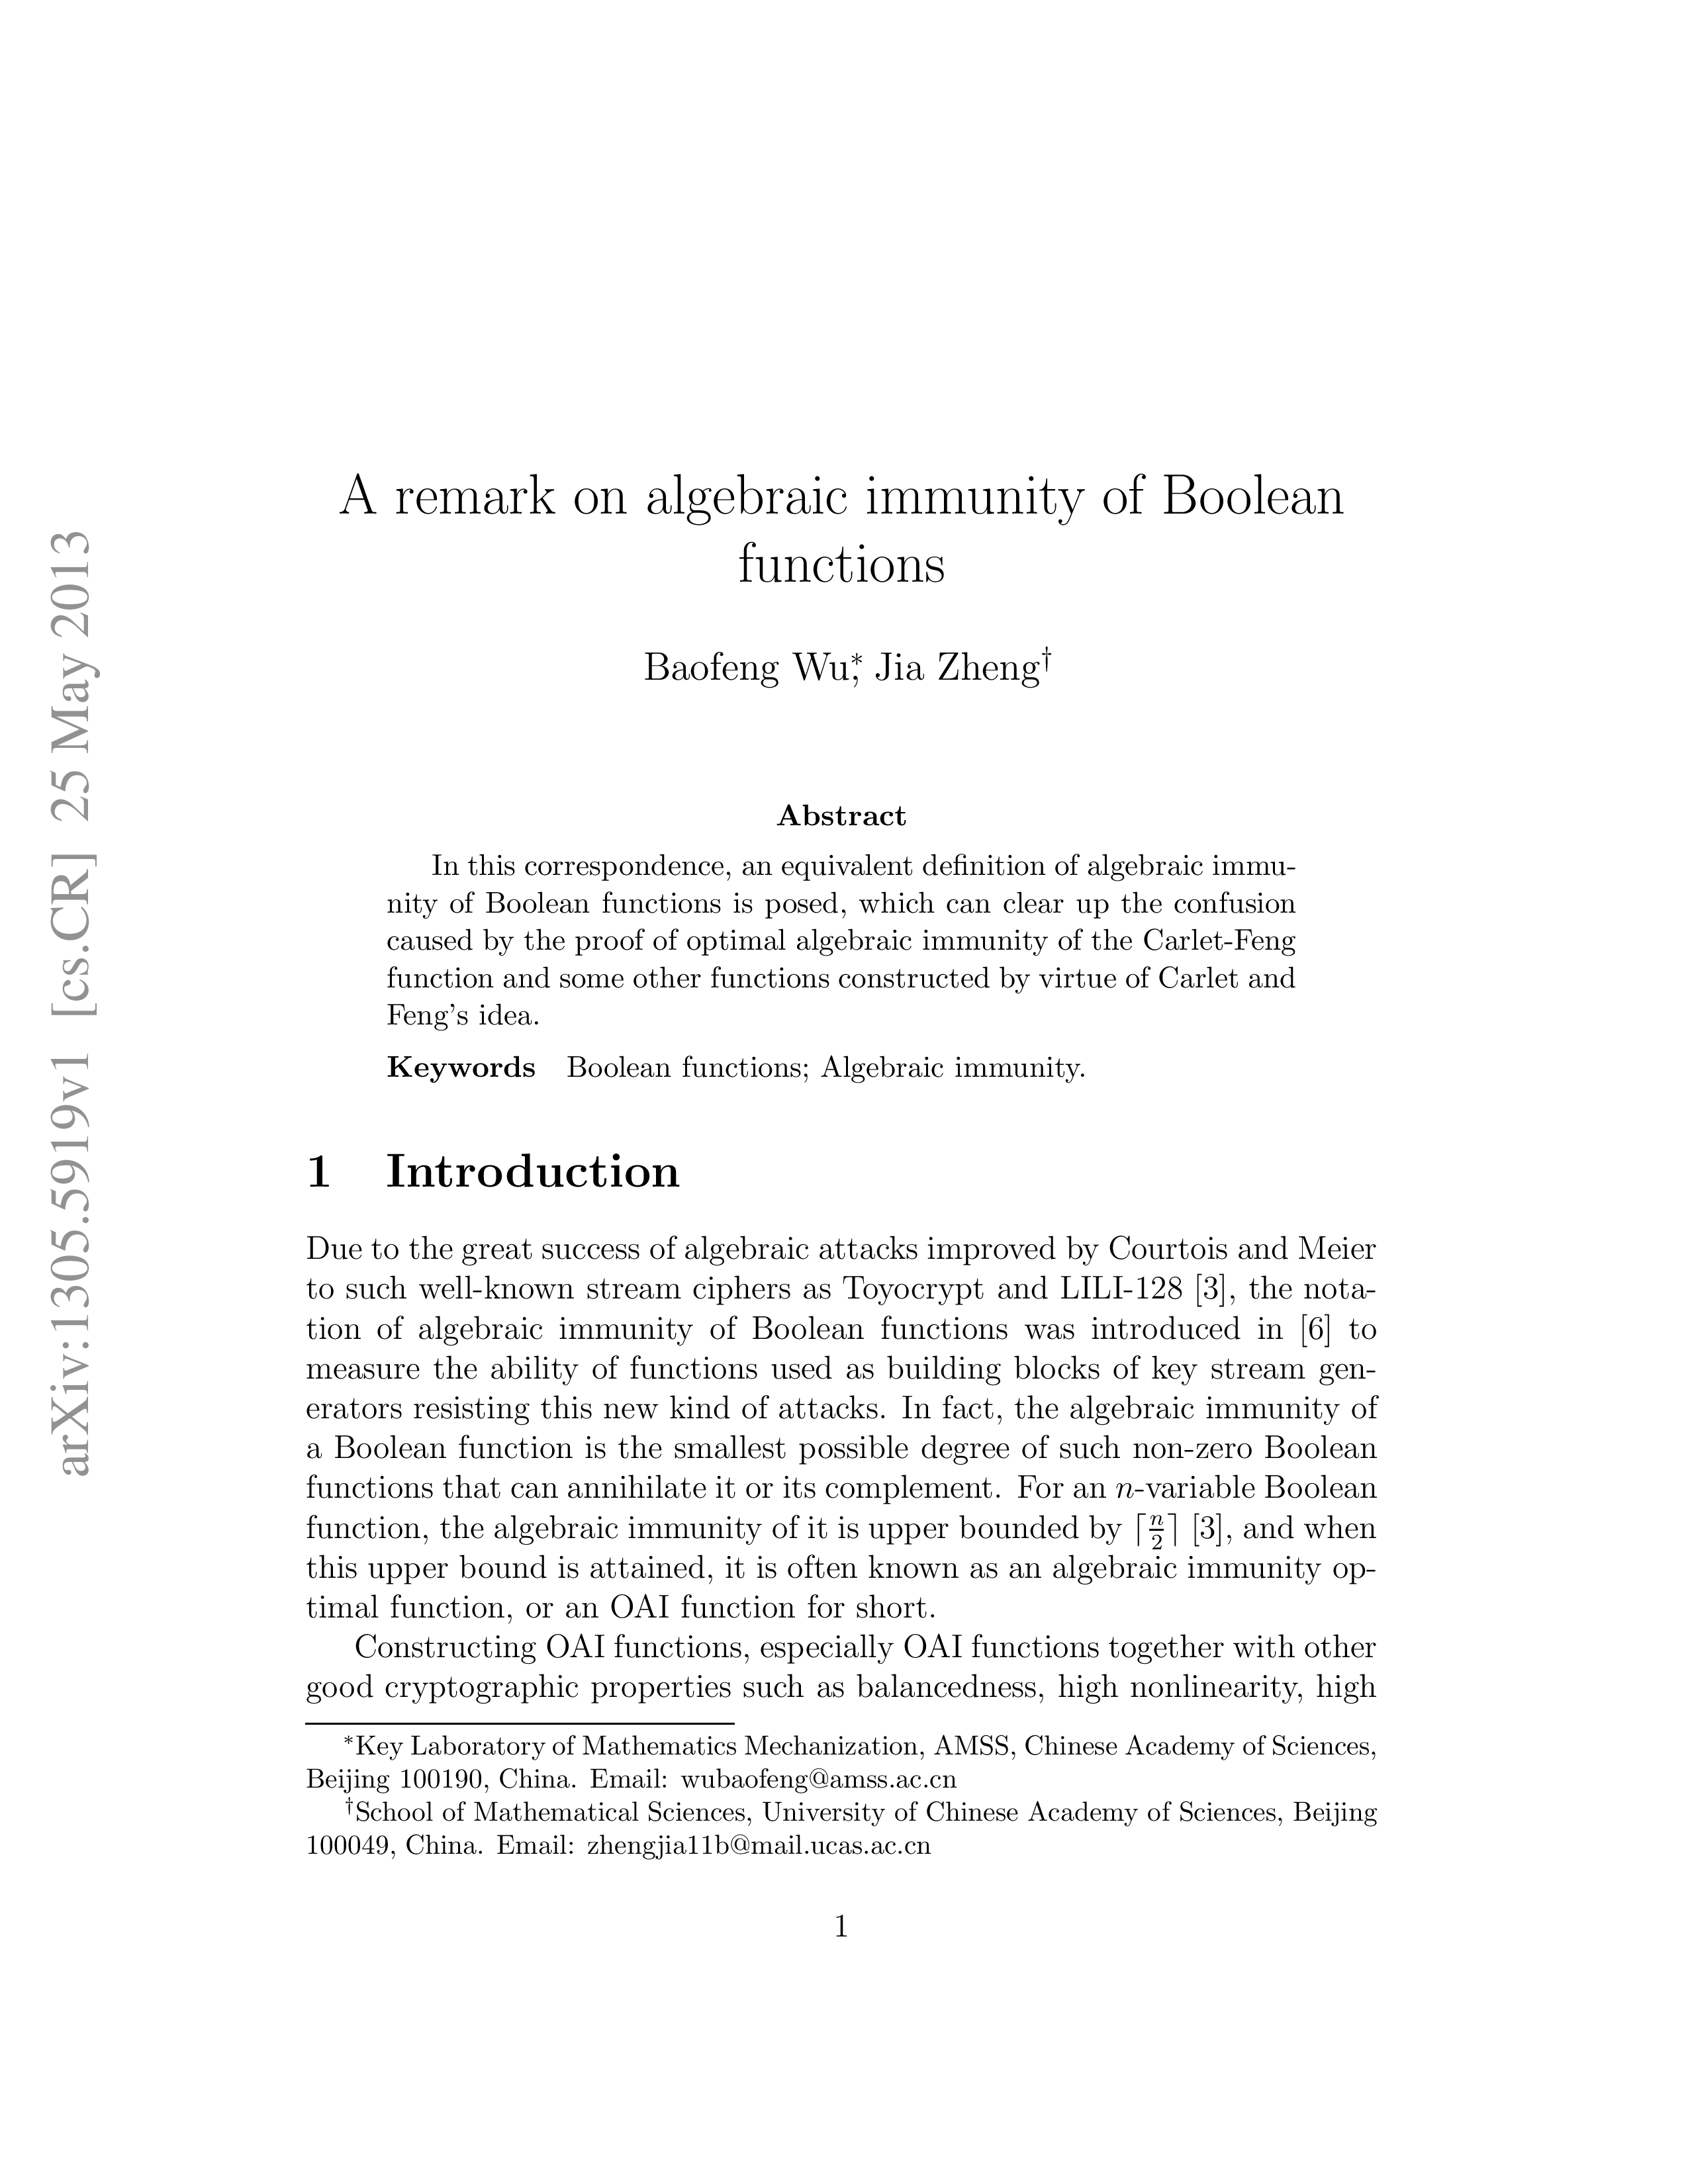 arXiv:1305.5919v1 [cs.CR] 25 May 2013
A remark on algebraic immunity of Boolean
functions
Baofeng Wu*, Jia Zheng†
Abstract
In this correspondence, an equivalent definition of algebraic immu-
nity of Boolean functions is posed, which can clear up the confusion
caused by the proof of optimal algebraic immunity of the Carlet-Feng
function and some other functions constructed by virtue of Carlet and
Feng's idea.
Keywords Boolean functions; Algebraic immunity.
1 Introduction
Due to the great success of algebraic attacks improved by Courtois and Meier
to such well-known stream ciphers as Toyocrypt and LILI-128 [3], the nota-
tion of algebraic immunity of Boolean functions was introduced in [6] to
measure the ability of functions used as building blocks of key stream gen-
erators resisting this new kind of attacks. In fact, the algebraic immunity of
a Boolean function is the smallest possible degree of such non-zero Boolean
functions that can annihilate it or its complement. For an n-variable Boolean
function, the algebraic immunity of it is upper bounded by ⌈n/2⌉ [3], and when
this upper bound is attained, it is often known as an algebraic immunity op-
timal function, or an OAI function for short.
Constructing OAI functions, especially OAI functions together with other
good cryptographic properties such as balancedness, high nonlinearity, high
*Key Laboratory of Mathematics Mechanization, AMSS, Chinese Academy of Sciences,
Beijing 100190, China. Email: wubaofeng@amss.ac.cn
†School of Mathematical Sciences, University of Chinese Academy of Sciences, Beijing
100049, China. Email: zhengjia11b@mail.ucas.ac.cn
1